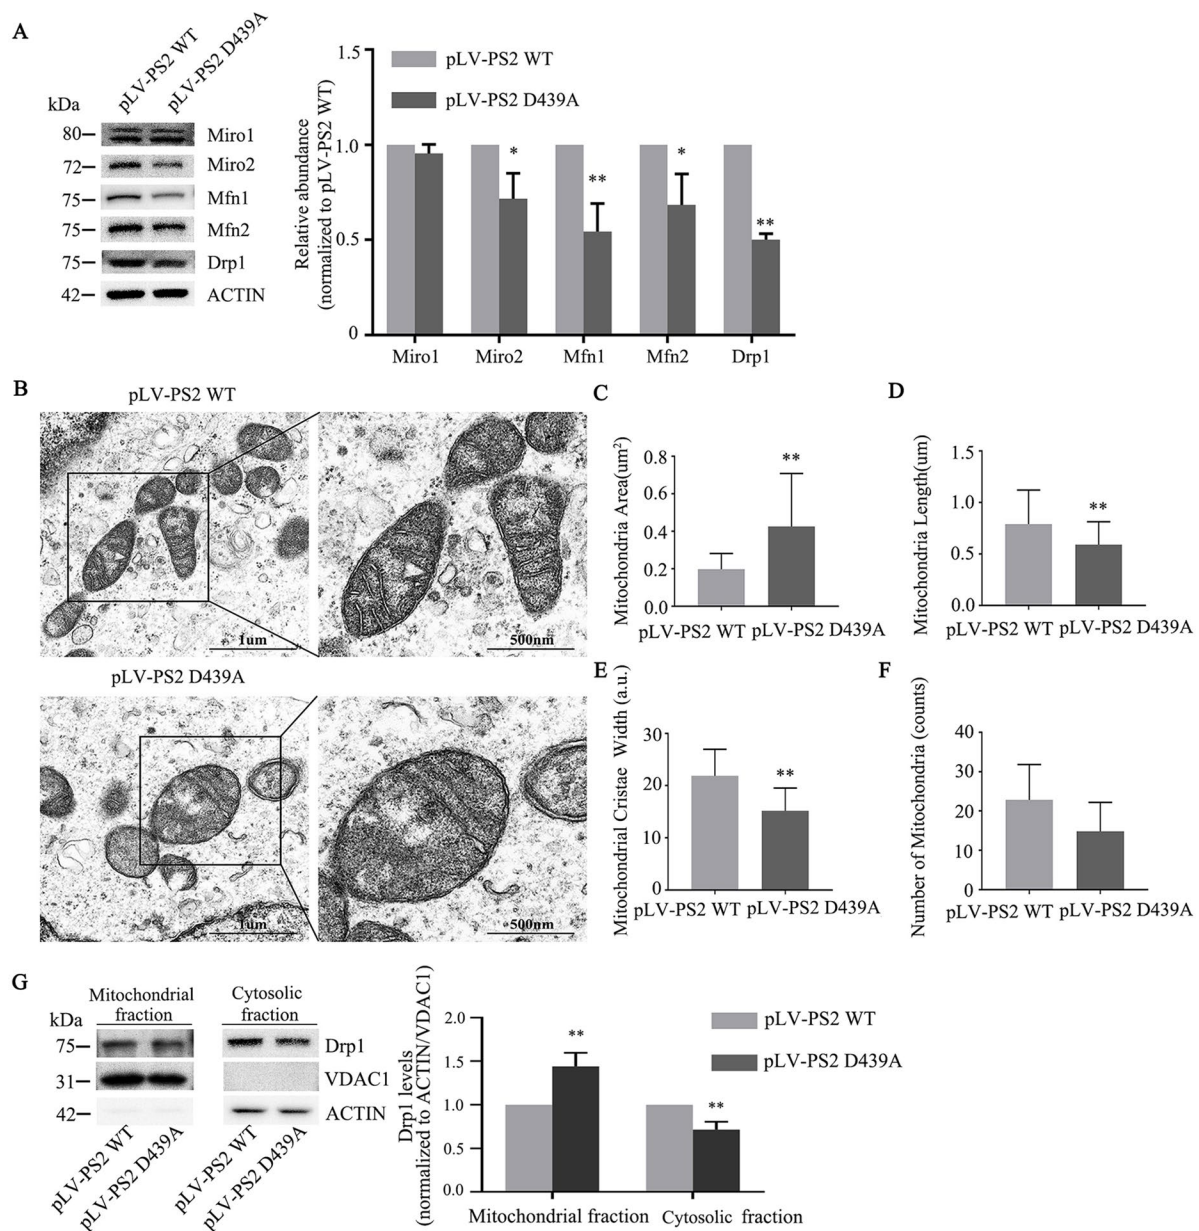 A
pLV-PS2 WT
pLV-PS2 D439A
kDa
80
Miro1
72
Miro2
75
Mfn1
75
Mfn2
75
Drp1
42
ACTIN
Relative abundance
(normalized to pLV-PS2 WT)
1.5
1.0
0.5
0
pLV-PS2 WT
pLV-PS2 D439A
*
**
*
**
Miro1 Miro2 Mfn1 Mfn2 Drp1
B
pLV-PS2 WT
1um
500nm
pLV-PS2 D439A
1um
500nm
C
Mitochondria Area(um²)
0.8
0.6
0.4
0.2
0.0
**
pLV-PS2 WT pLV-PS2 D439A
D
Mitochondria Length(um)
1.5
1.0
0.5
0.0
**
pLV-PS2 WT pLV-PS2 D439A
E
Mitochondrial Cristae Width (a.u.)
30
20
10
0
**
pLV-PS2 WT pLV-PS2 D439A
F
Number of Mitochondria (counts)
40
30
20
10
0
pLV-PS2 WT pLV-PS2 D439A
G
Mitochondrial
fraction
Cytosolic
fraction
kDa
75
Drp1
31
VDAC1
42
ACTIN
pLV-PS2 WT
pLV-PS2 D439A
pLV-PS2 WT
pLV-PS2 D439A
Drp1 levels
(normalized to ACTIN/VDAC1)
2.0
1.5
1.0
0.5
0.0
**
**
pLV-PS2 WT
pLV-PS2 D439A
Mitochondrial fraction Cytosolic fraction